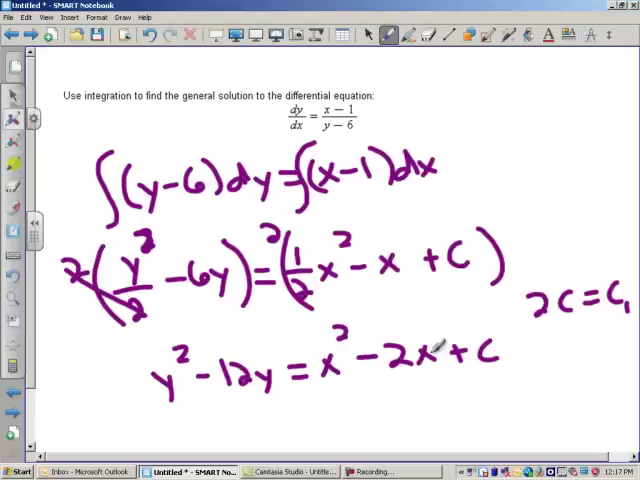 Untitled * - SMART Notebook
File Edit View Insert Format Draw Help
Use integration to find the general solution to the differential equation:
dy/dx = (x − 1)/(y − 6)
∫(y − 6)dy = ∫(x − 1)dx
2(y²/2 − 6y) = 2(1/2 x² − x + C)
2C = C₁
y² − 12y = x² − 2x + C
Start Inbox - Microsoft Outlook Untitled * - SMART No... Camtasia Studio - Untitle... Recording... 12:17 PM